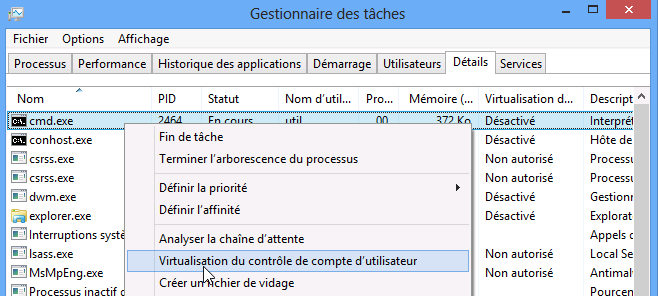 Gestionnaire des tâches
Fichier Options Affichage
Processus Performance Historique des applications Démarrage Utilisateurs Détails Services
Nom PID Statut Nom d'util... Pro... Mémoire (... Virtualisation d... Descript
cmd.exe 2464 En cours util 00 372 Ko Désactivé Interpré
conhost.exe Désactivé Hôte de
csrss.exe Non autorisé Process
csrss.exe Non autorisé Process
dwm.exe Désactivé Gestionn
explorer.exe Désactivé Explorat
Interruptions systè Appels d
lsass.exe Non autorisé Local Se
MsMpEng.exe Non autorisé Antimal
Processus inactif d
Fin de tâche
Terminer l'arborescence du processus
Définir la priorité
Définir l'affinité
Analyser la chaîne d'attente
Virtualisation du contrôle de compte d'utilisateur
Créer un fichier de vidage